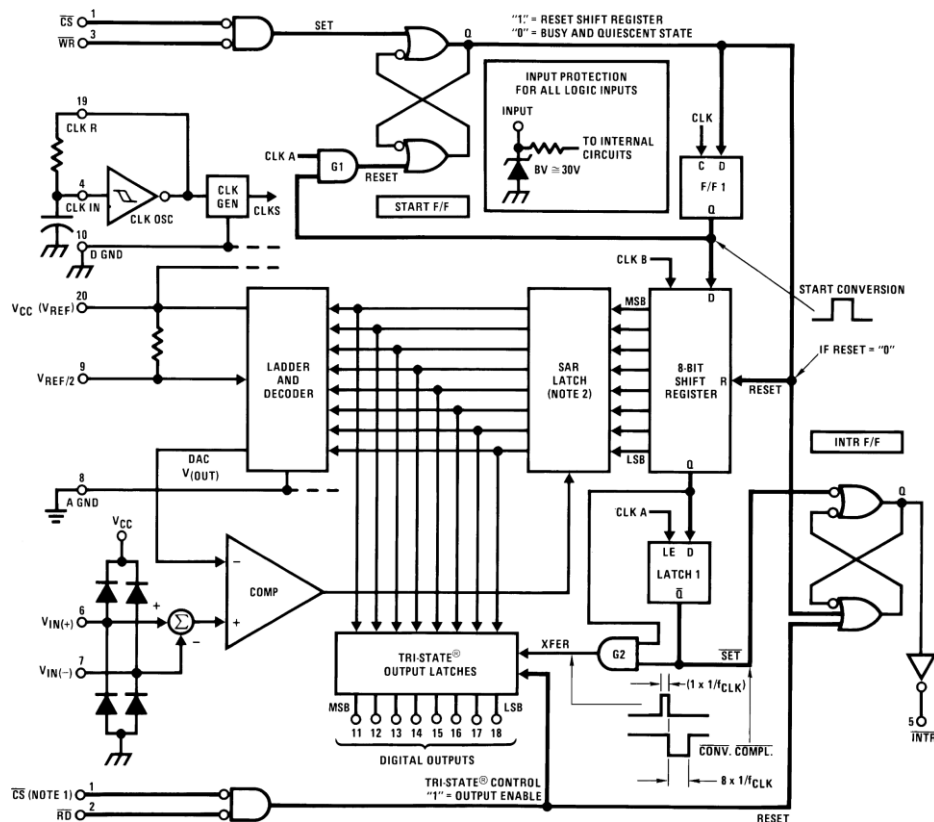 CS 1
WR 3
SET
Q
"1" = RESET SHIFT REGISTER
"0" = BUSY AND QUIESCENT STATE
INPUT PROTECTION
FOR ALL LOGIC INPUTS
INPUT
TO INTERNAL
CIRCUITS
BV ≅ 30V
CLK
C D
F/F 1
Q
19
CLK R
4
CLK IN
CLK OSC
CLK
GEN
CLKS
10
D GND
CLK A
G1
RESET
START F/F
CLK B
D
START CONVERSION
20
VCC (VREF)
9
VREF/2
LADDER
AND
DECODER
SAR
LATCH
(NOTE 2)
MSB
LSB
8-BIT
SHIFT
REGISTER
R
RESET
Q
IF RESET = "0"
INTR F/F
Q
DAC
V(OUT)
8
A GND
VCC
COMP
−
+
6
VIN(+)
+
Σ
−
7
VIN(−)
CLK A
LE D
LATCH 1
Q̅
XFER
G2
S̅E̅T̅
TRI-STATE®
OUTPUT LATCHES
MSB LSB
11 12 13 14 15 16 17 18
DIGITAL OUTPUTS
(1 x 1/fCLK)
C̅O̅N̅V̅.̅ C̅O̅M̅P̅L̅.̅
8 x 1/fCLK
5
I̅N̅T̅R̅
C̅S̅ (NOTE 1) 1
R̅D̅ 2
TRI-STATE® CONTROL
"1" = OUTPUT ENABLE
RESET